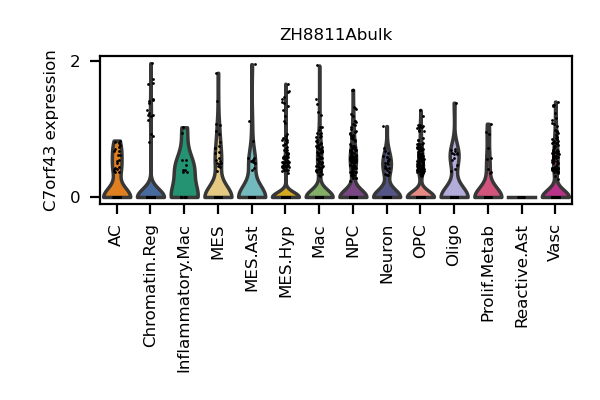 ZH8811Abulk
C7orf43 expression
2
0
AC
Chromatin.Reg
Inflammatory.Mac
MES
MES.Ast
MES.Hyp
Mac
NPC
Neuron
OPC
Oligo
Prolif.Metab
Reactive.Ast
Vasc